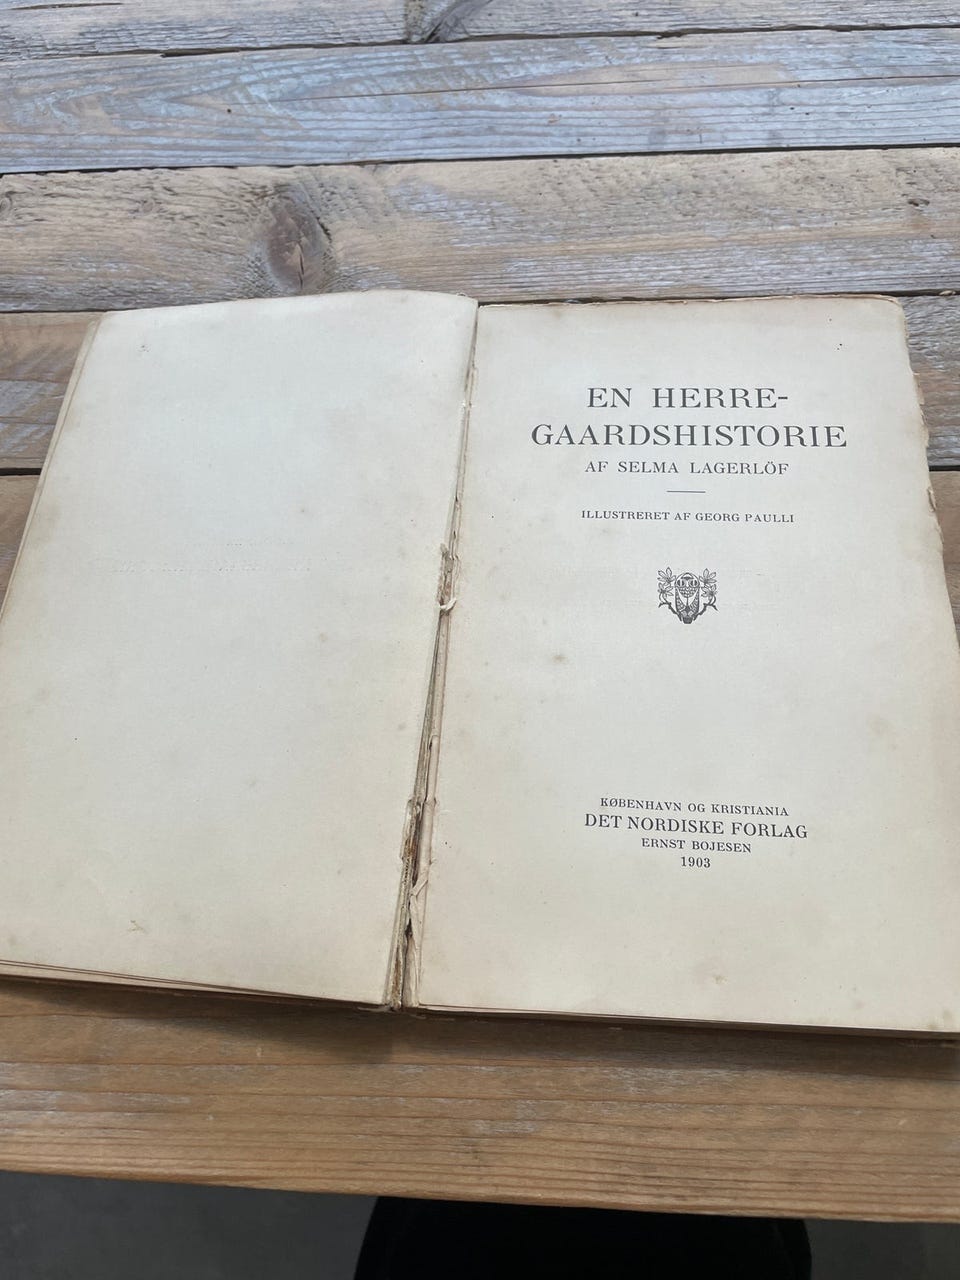 EN HERRE-
GAARDSHISTORIE
AF SELMA LAGERLÖF
ILLUSTRERET AF GEORG PAULLI
KØBENHAVN OG KRISTIANIA
DET NORDISKE FORLAG
ERNST BOJESEN
1903